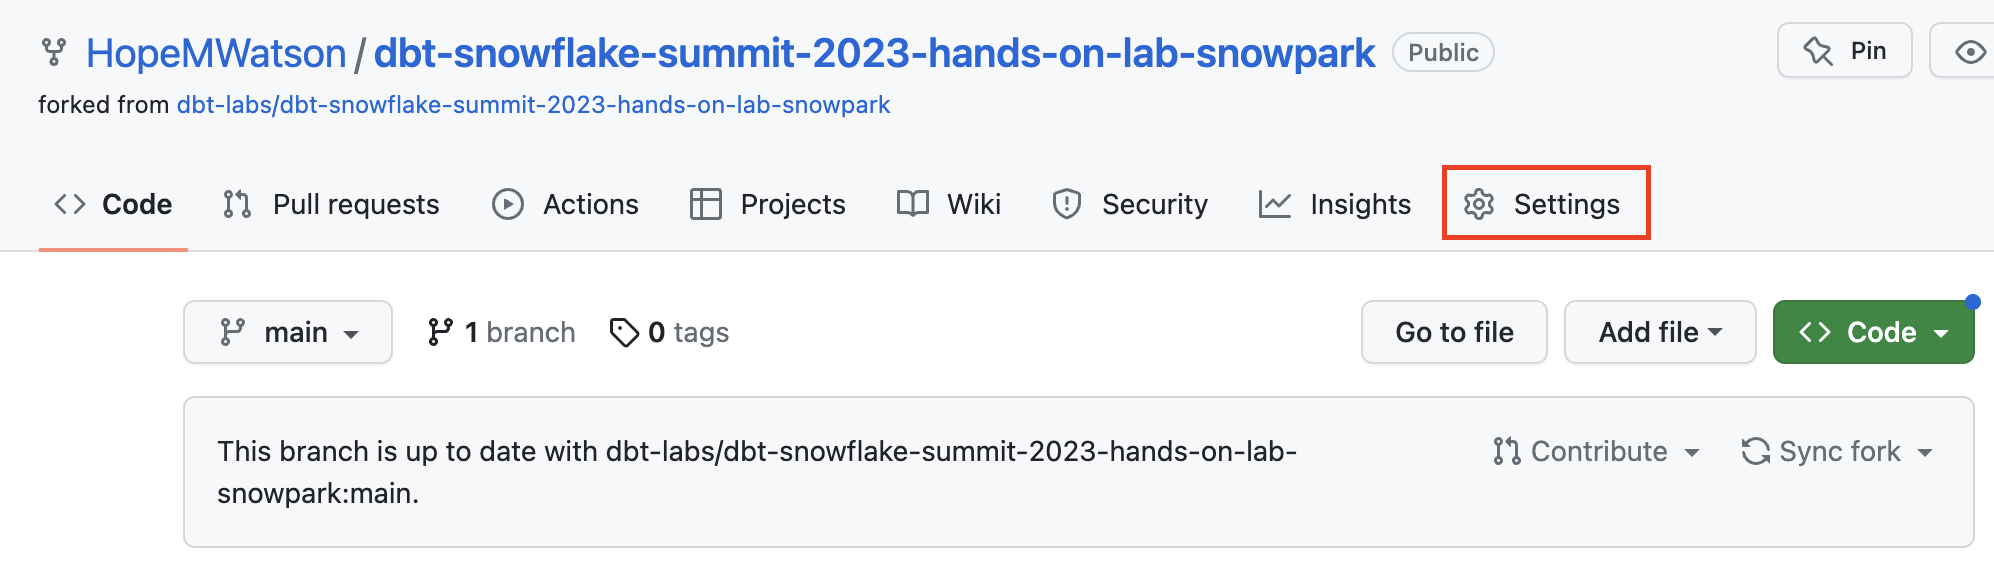 HopeMWatson / dbt-snowflake-summit-2023-hands-on-lab-snowpark Public Pin
forked from dbt-labs/dbt-snowflake-summit-2023-hands-on-lab-snowpark
Code Pull requests Actions Projects Wiki Security Insights Settings
main 1 branch 0 tags Go to file Add file Code
This branch is up to date with dbt-labs/dbt-snowflake-summit-2023-hands-on-lab- Contribute Sync fork
snowpark:main.